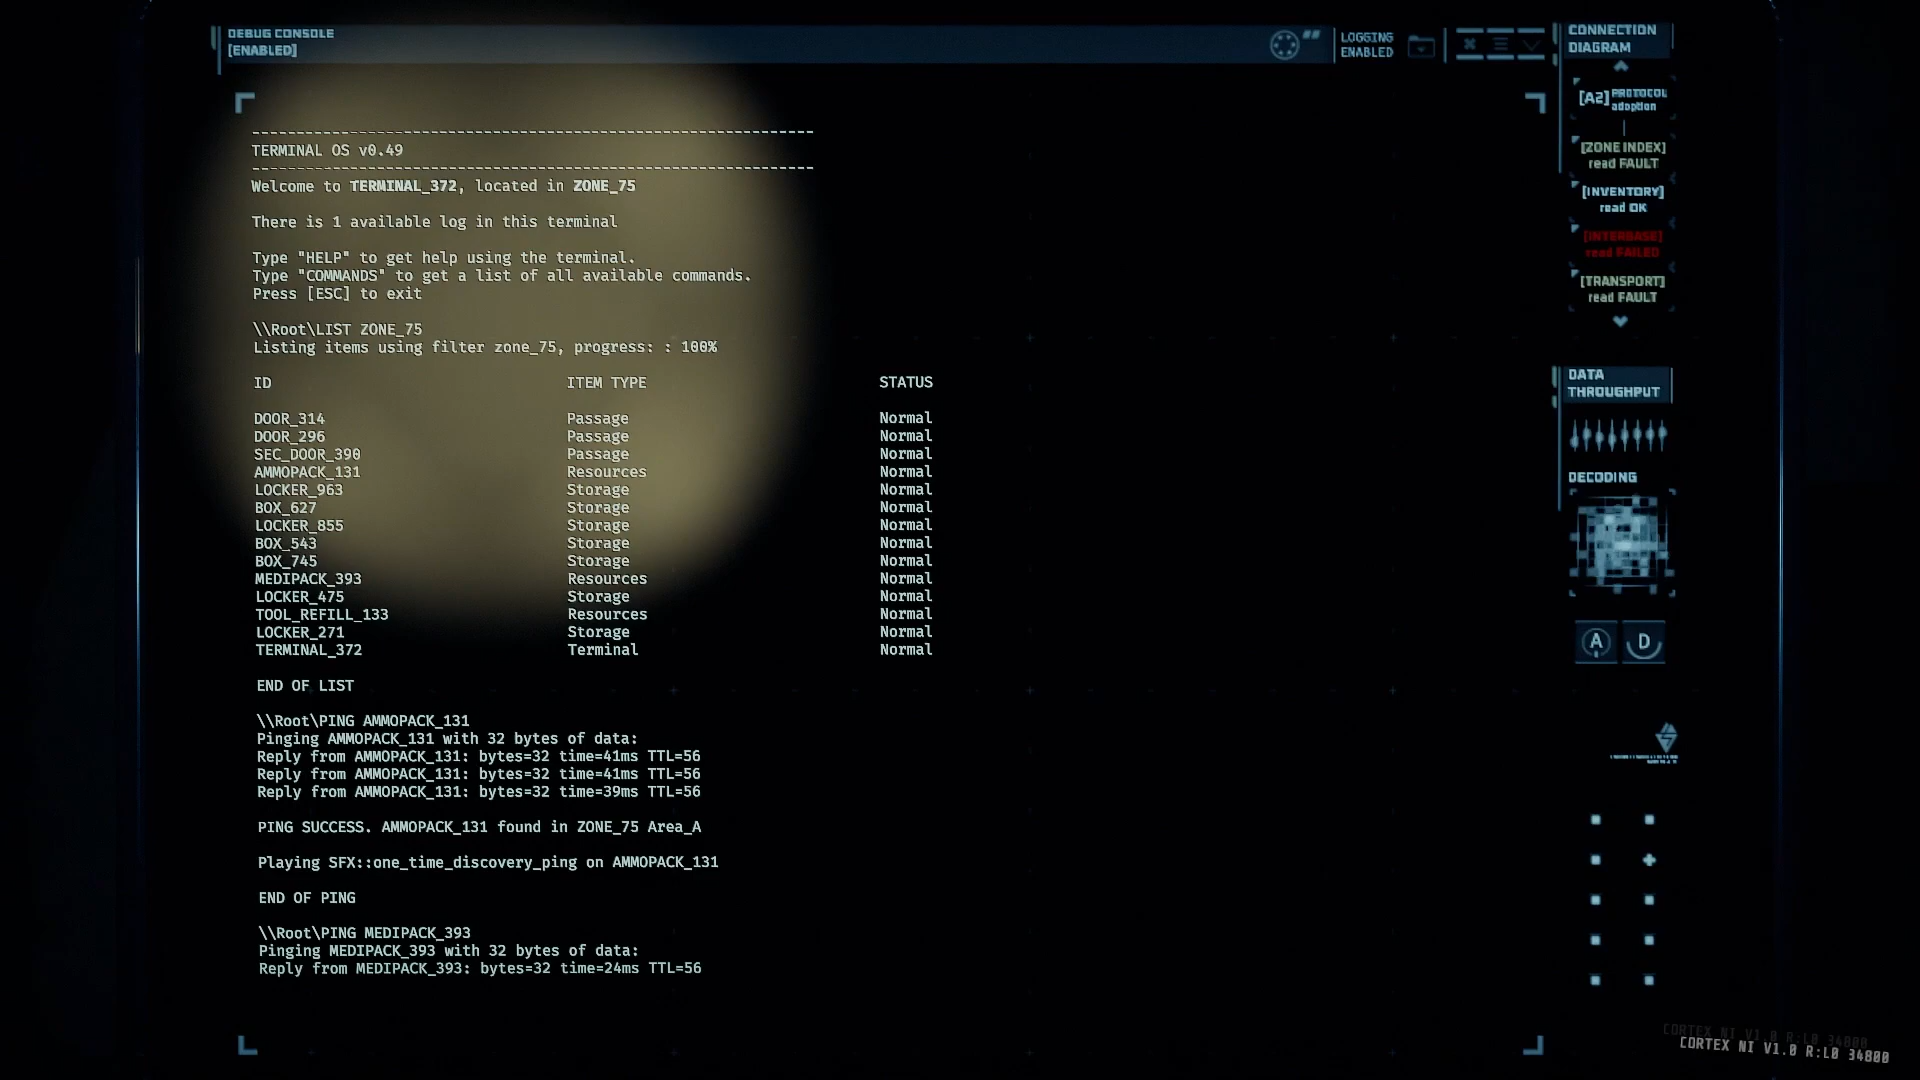 DEBUG CONSOLE
[ENABLED]
LOGGING
ENABLED
CONNECTION
DIAGRAM
[A2] PROTOCOL
adoption
[ZONE INDEX]
read FAULT
[INVENTORY]
read OK
[INTERBASE]
read FAILED
[TRANSPORT]
read FAULT
DATA
THROUGHPUT
DECODING
A D
---------------------------------------------------------------
TERMINAL OS v0.49
---------------------------------------------------------------
Welcome to TERMINAL_372, located in ZONE_75
There is 1 available log in this terminal
Type "HELP" to get help using the terminal.
Type "COMMANDS" to get a list of all available commands.
Press [ESC] to exit
\\Root\LIST ZONE_75
Listing items using filter zone_75, progress: : 100%
ID ITEM TYPE STATUS
DOOR_314 Passage Normal
DOOR_296 Passage Normal
SEC_DOOR_390 Passage Normal
AMMOPACK_131 Resources Normal
LOCKER_963 Storage Normal
BOX_627 Storage Normal
LOCKER_855 Storage Normal
BOX_543 Storage Normal
BOX_745 Storage Normal
MEDIPACK_393 Resources Normal
LOCKER_475 Storage Normal
TOOL_REFILL_133 Resources Normal
LOCKER_271 Storage Normal
TERMINAL_372 Terminal Normal
END OF LIST
\\Root\PING AMMOPACK_131
Pinging AMMOPACK_131 with 32 bytes of data:
Reply from AMMOPACK_131: bytes=32 time=41ms TTL=56
Reply from AMMOPACK_131: bytes=32 time=41ms TTL=56
Reply from AMMOPACK_131: bytes=32 time=39ms TTL=56
PING SUCCESS. AMMOPACK_131 found in ZONE_75 Area_A
Playing SFX::one_time_discovery_ping on AMMOPACK_131
END OF PING
\\Root\PING MEDIPACK_393
Pinging MEDIPACK_393 with 32 bytes of data:
Reply from MEDIPACK_393: bytes=32 time=24ms TTL=56
CORTEX NI V1.0 R:L0 34800
CORTEX NI V1.0 R:L0 34800